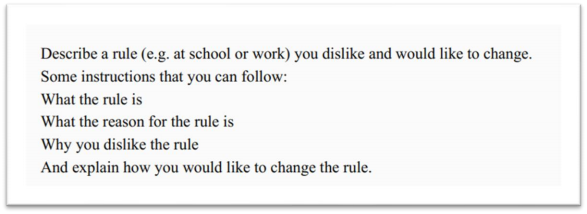 Describe a rule (e.g. at school or work) you dislike and would like to change.
Some instructions that you can follow:
What the rule is
What the reason for the rule is
Why you dislike the rule
And explain how you would like to change the rule.